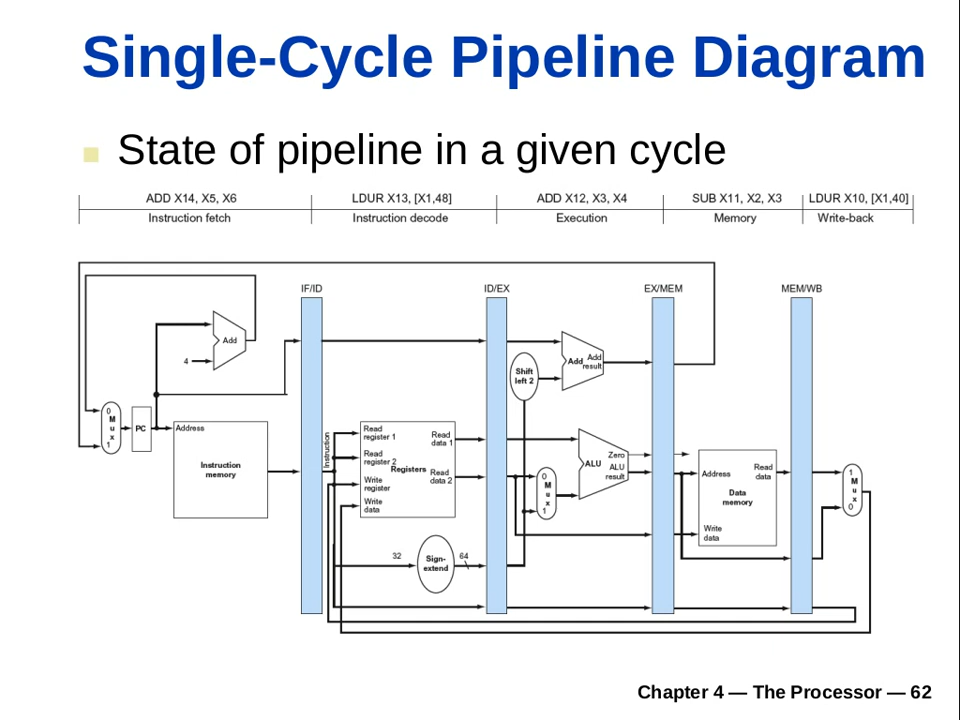 Single-Cycle Pipeline Diagram
State of pipeline in a given cycle
ADD X14, X5, X6
LDUR X13, [X1,48]
ADD X12, X3, X4
SUB X11, X2, X3
LDUR X10, [X1,40]
Instruction fetch
Instruction decode
Execution
Memory
Write-back
IF/ID
ID/EX
EX/MEM
MEM/WB
Add
4
Shift
left 2
Add
Add
result
0
M
u
x
1
PC
Address
Instruction
memory
Instruction
Read
register 1
Read
register 2
Write
register
Write
data
Registers
Read
data 1
Read
data 2
0
M
u
x
1
ALU
Zero
ALU
result
Address
Read
data
Data
memory
Write
data
1
M
u
x
0
32
Sign-
extend
64
Chapter 4 — The Processor — 62